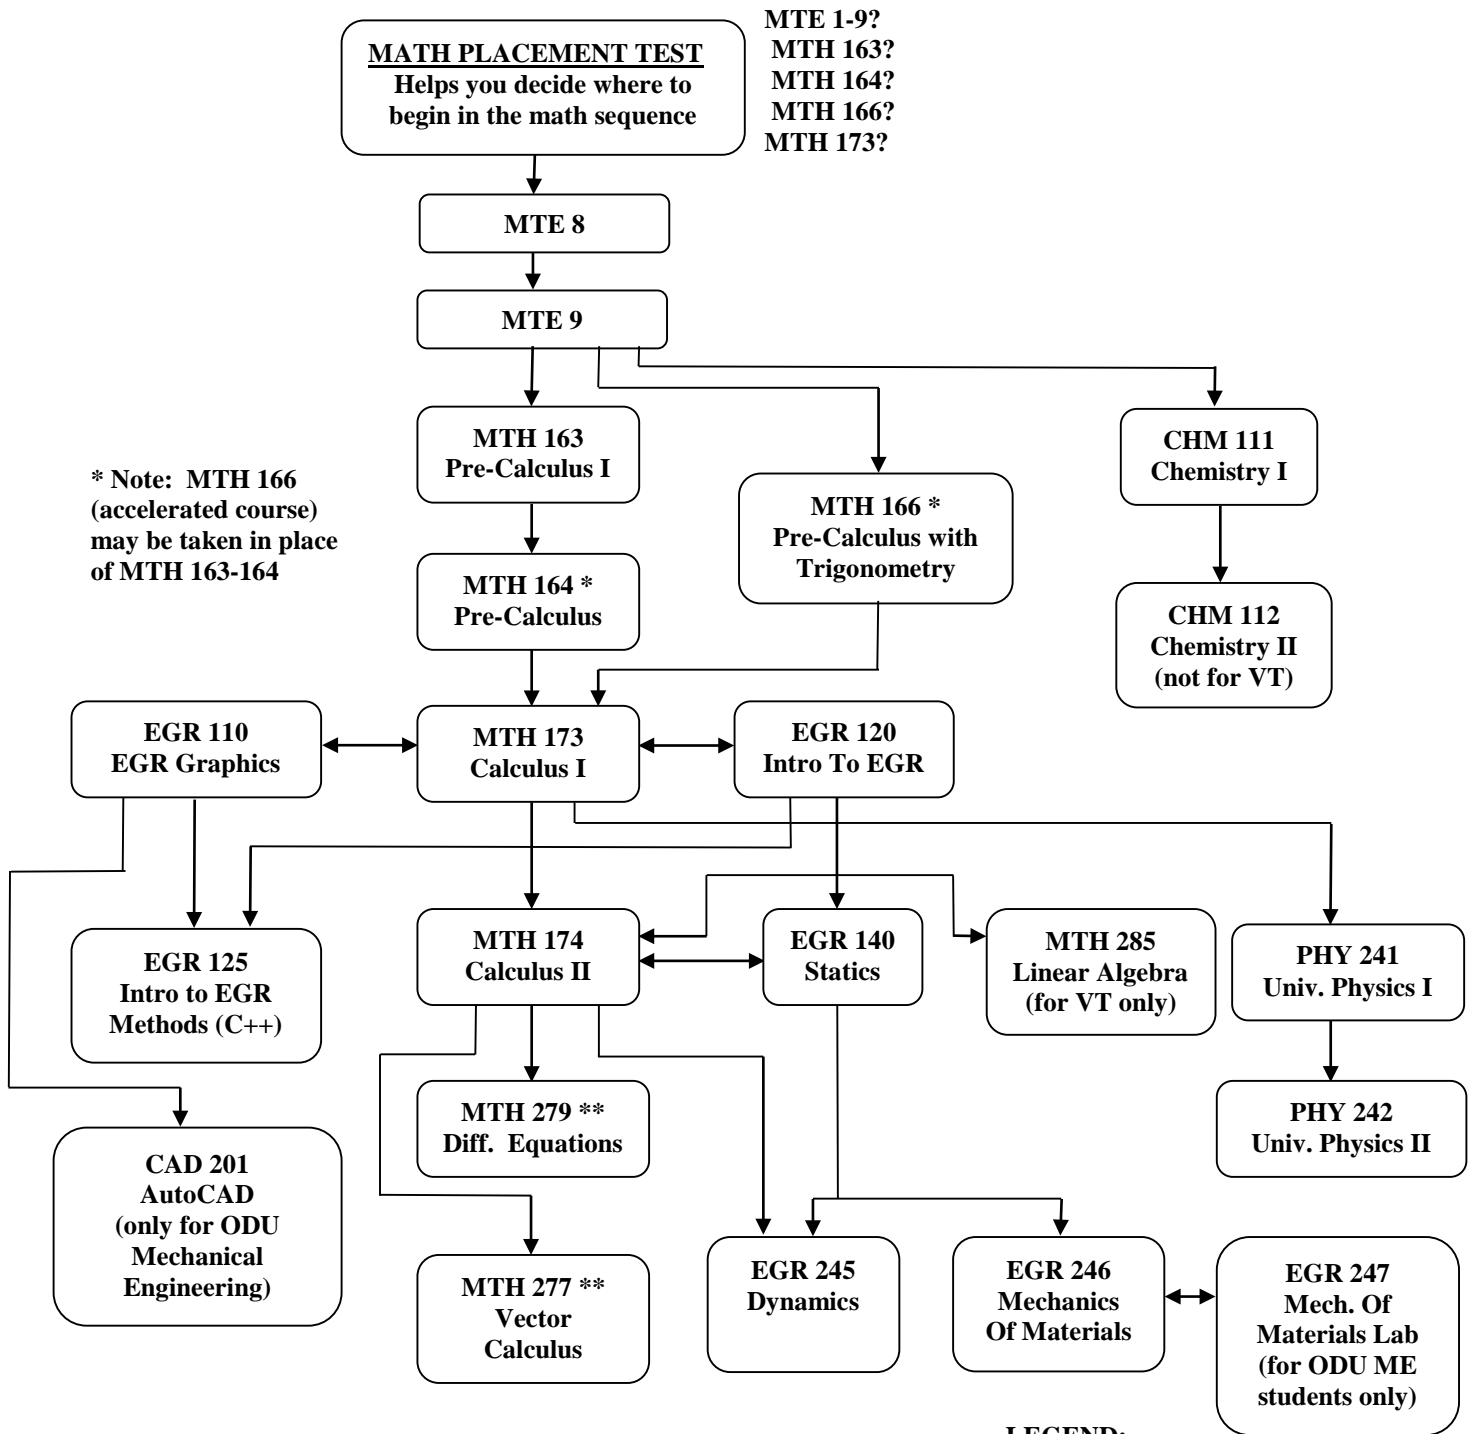 MTE 1-9?
MTH 163?
MTH 164?
MTH 166?
MTH 173?
MATH PLACEMENT TEST
Helps you decide where to
begin in the math sequence
MTE 8
MTE 9
MTH 163
Pre-Calculus I
CHM 111
Chemistry I
* Note:  MTH 166
(accelerated course)
may be taken in place
of MTH 163-164
MTH 166 *
Pre-Calculus with
Trigonometry
MTH 164 *
Pre-Calculus
CHM 112
Chemistry II
(not for VT)
EGR 110
EGR Graphics
MTH 173
Calculus I
EGR 120
Intro To EGR
EGR 125
Intro to EGR
Methods (C++)
MTH 174
Calculus II
EGR 140
Statics
MTH 285
Linear Algebra
(for VT only)
PHY 241
Univ. Physics I
MTH 279 **
Diff.  Equations
PHY 242
Univ. Physics II
CAD 201
AutoCAD
(only for ODU
Mechanical
Engineering)
MTH 277 **
Vector
Calculus
EGR 245
Dynamics
EGR 246
Mechanics
Of Materials
EGR 247
Mech. Of
Materials Lab
(for ODU ME
students only)
LEGEND: